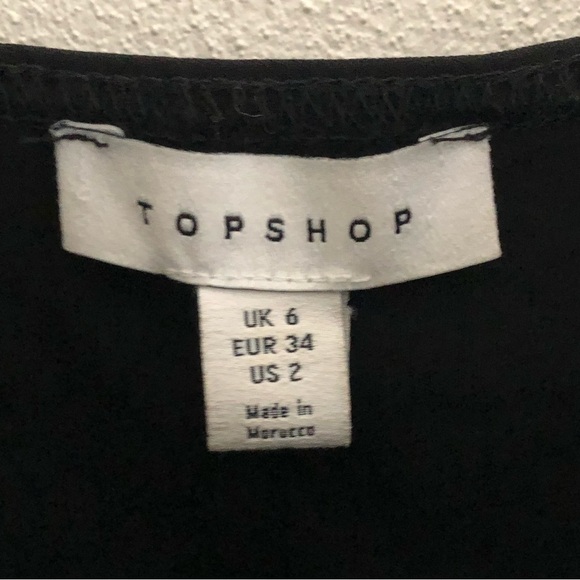 TOPSHOP
UK 6
EUR 34
US 2
Made in
Morocco